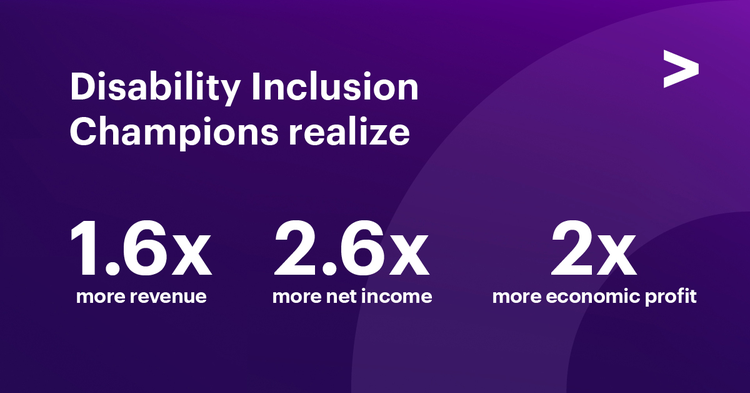 Disability Inclusion
Champions realize
>
1.6x
more revenue
2.6x
more net income
2x
more economic profit